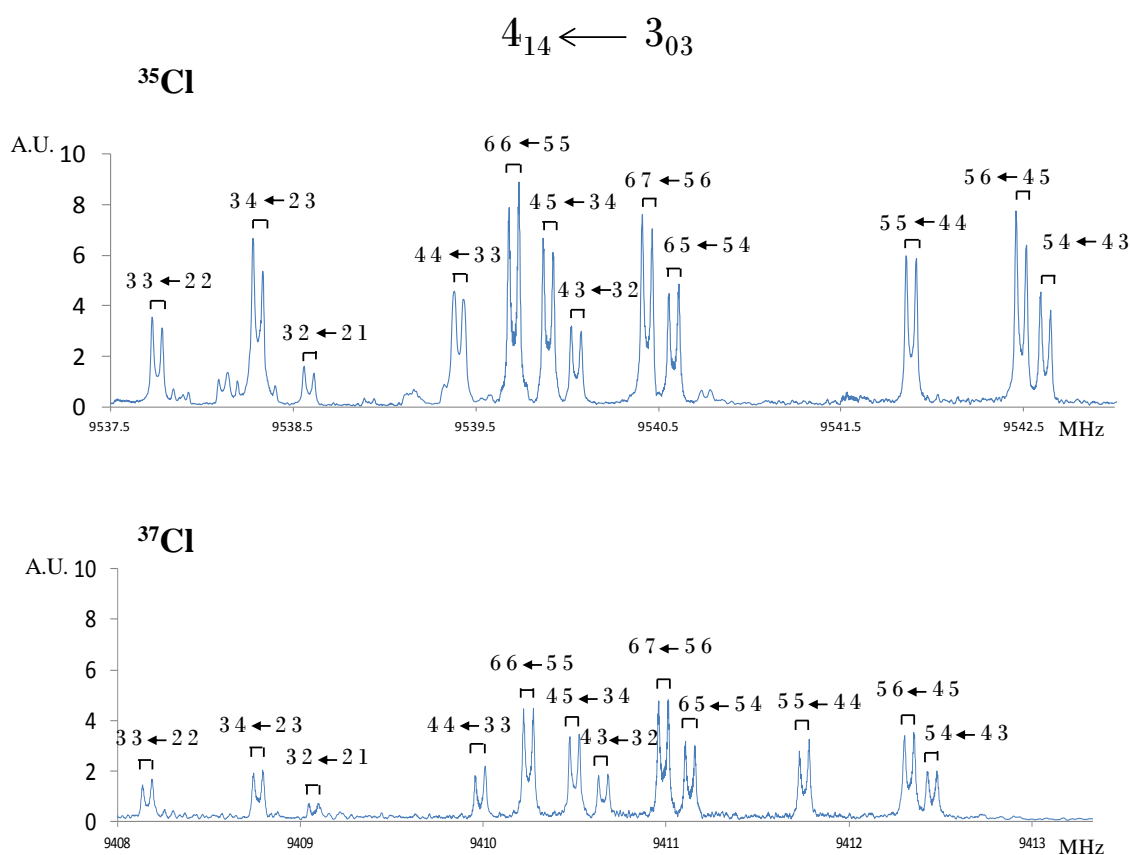 4₁₄ ← 3₀₃
³⁵Cl
A.U.
10
8
6
4
2
0
3 3 ← 2 2
3 4 ← 2 3
3 2 ← 2 1
4 4 ← 3 3
6 6 ← 5 5
4 5 ← 3 4
4 3 ← 3 2
6 7 ← 5 6
6 5 ← 5 4
5 5 ← 4 4
5 6 ← 4 5
5 4 ← 4 3
9537.5 9538.5 9539.5 9540.5 9541.5 9542.5 MHz
³⁷Cl
A.U.
10
8
6
4
2
0
3 3 ← 2 2
3 4 ← 2 3
3 2 ← 2 1
4 4 ← 3 3
6 6 ← 5 5
4 5 ← 3 4
4 3 ← 3 2
6 7 ← 5 6
6 5 ← 5 4
5 5 ← 4 4
5 6 ← 4 5
5 4 ← 4 3
9408 9409 9410 9411 9412 9413 MHz